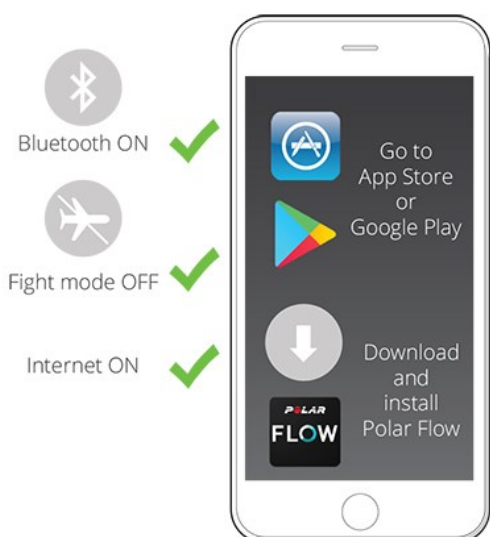 Bluetooth ON
Fight mode OFF
Internet ON
Go to
App Store
or
Google Play
Download
and
install
Polar Flow
POLAR
FLOW